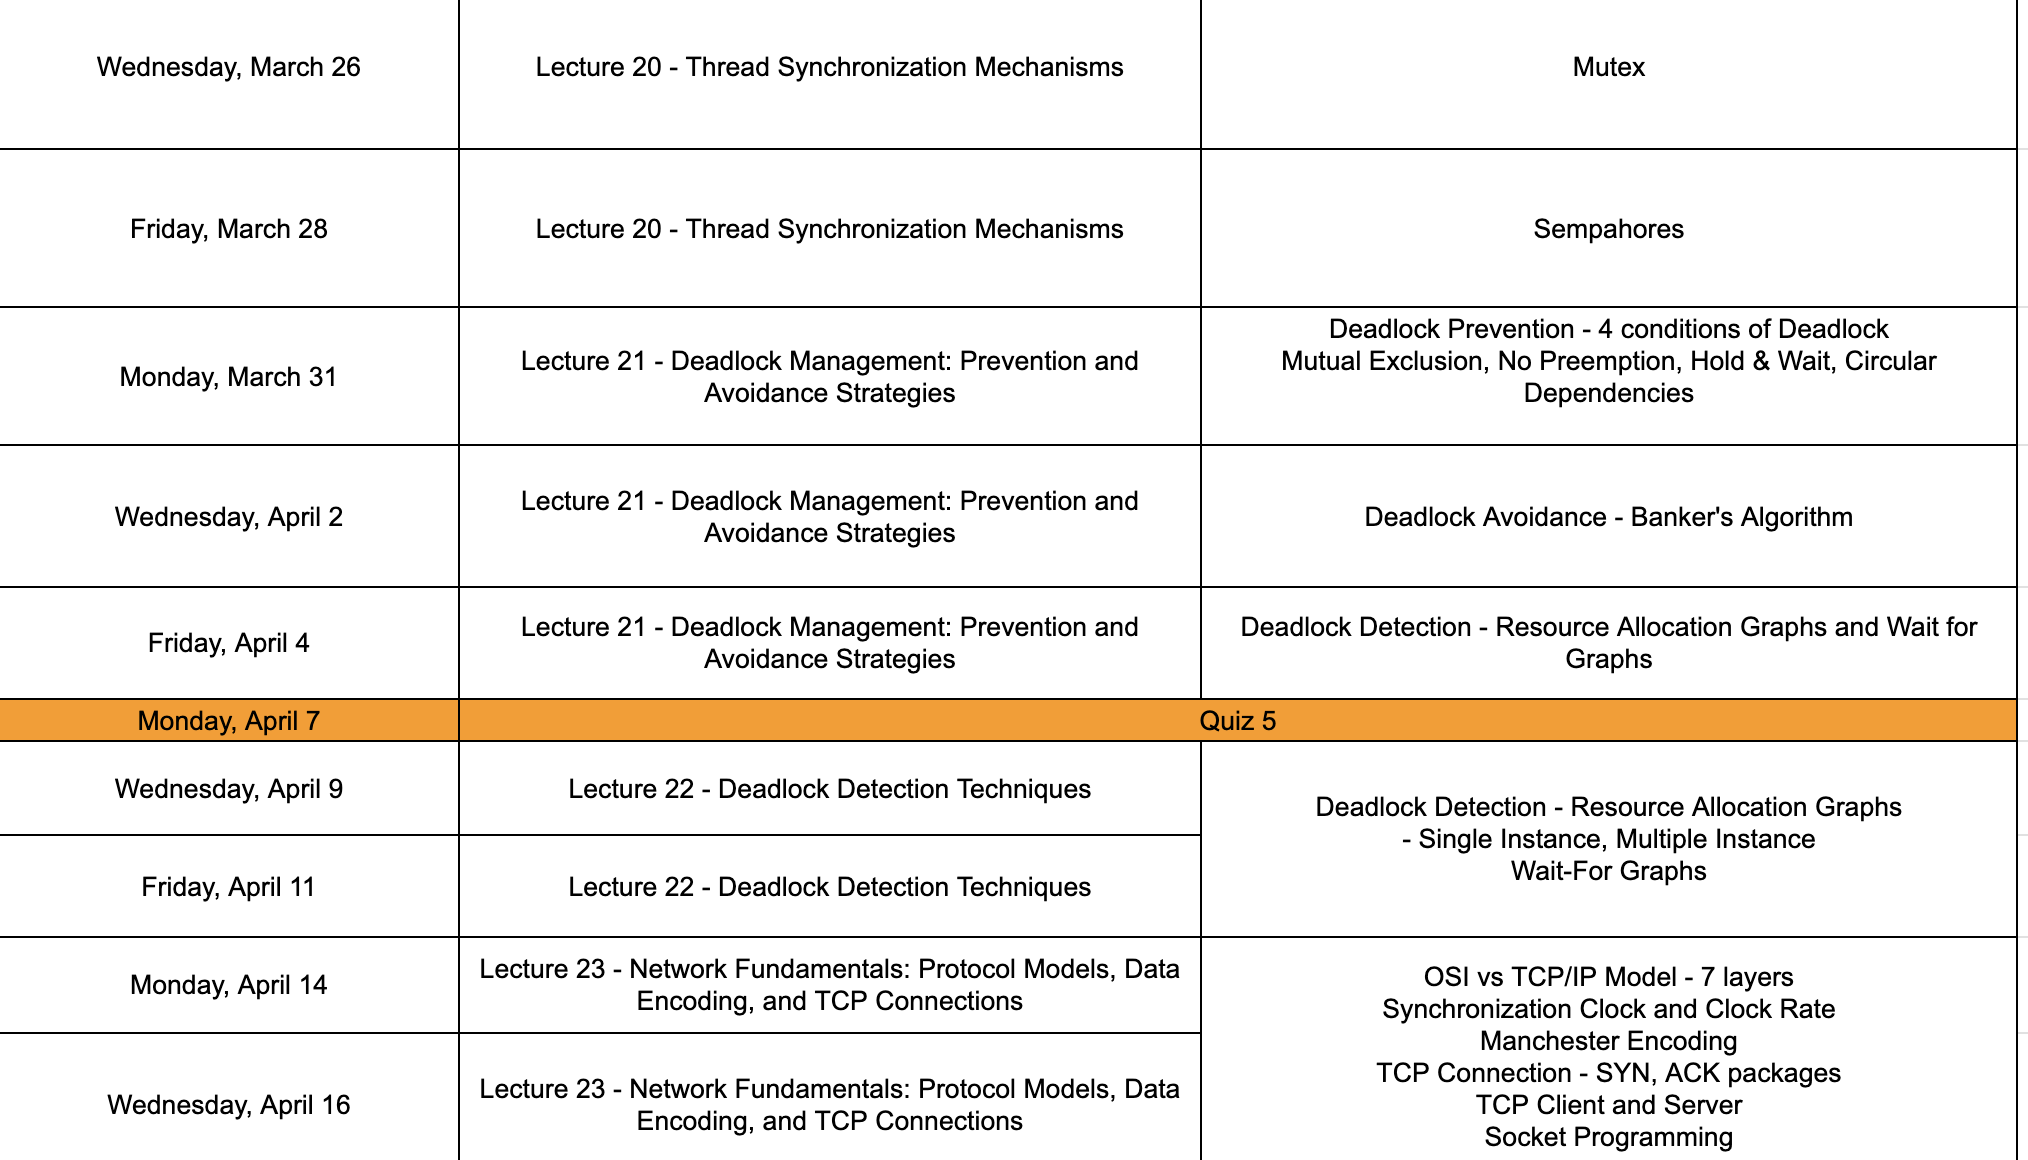 Wednesday, March 26
Lecture 20 - Thread Synchronization Mechanisms
Mutex
Friday, March 28
Lecture 20 - Thread Synchronization Mechanisms
Sempahores
Monday, March 31
Lecture 21 - Deadlock Management: Prevention and
Avoidance Strategies
Deadlock Prevention - 4 conditions of Deadlock
Mutual Exclusion, No Preemption, Hold & Wait, Circular
Dependencies
Wednesday, April 2
Lecture 21 - Deadlock Management: Prevention and
Avoidance Strategies
Deadlock Avoidance - Banker's Algorithm
Friday, April 4
Lecture 21 - Deadlock Management: Prevention and
Avoidance Strategies
Deadlock Detection - Resource Allocation Graphs and Wait for
Graphs
Monday, April 7
Quiz 5
Wednesday, April 9
Lecture 22 - Deadlock Detection Techniques
Deadlock Detection - Resource Allocation Graphs
- Single Instance, Multiple Instance
Wait-For Graphs
Friday, April 11
Lecture 22 - Deadlock Detection Techniques
Monday, April 14
Lecture 23 - Network Fundamentals: Protocol Models, Data
Encoding, and TCP Connections
OSI vs TCP/IP Model - 7 layers
Synchronization Clock and Clock Rate
Manchester Encoding
TCP Connection - SYN, ACK packages
TCP Client and Server
Socket Programming
Wednesday, April 16
Lecture 23 - Network Fundamentals: Protocol Models, Data
Encoding, and TCP Connections